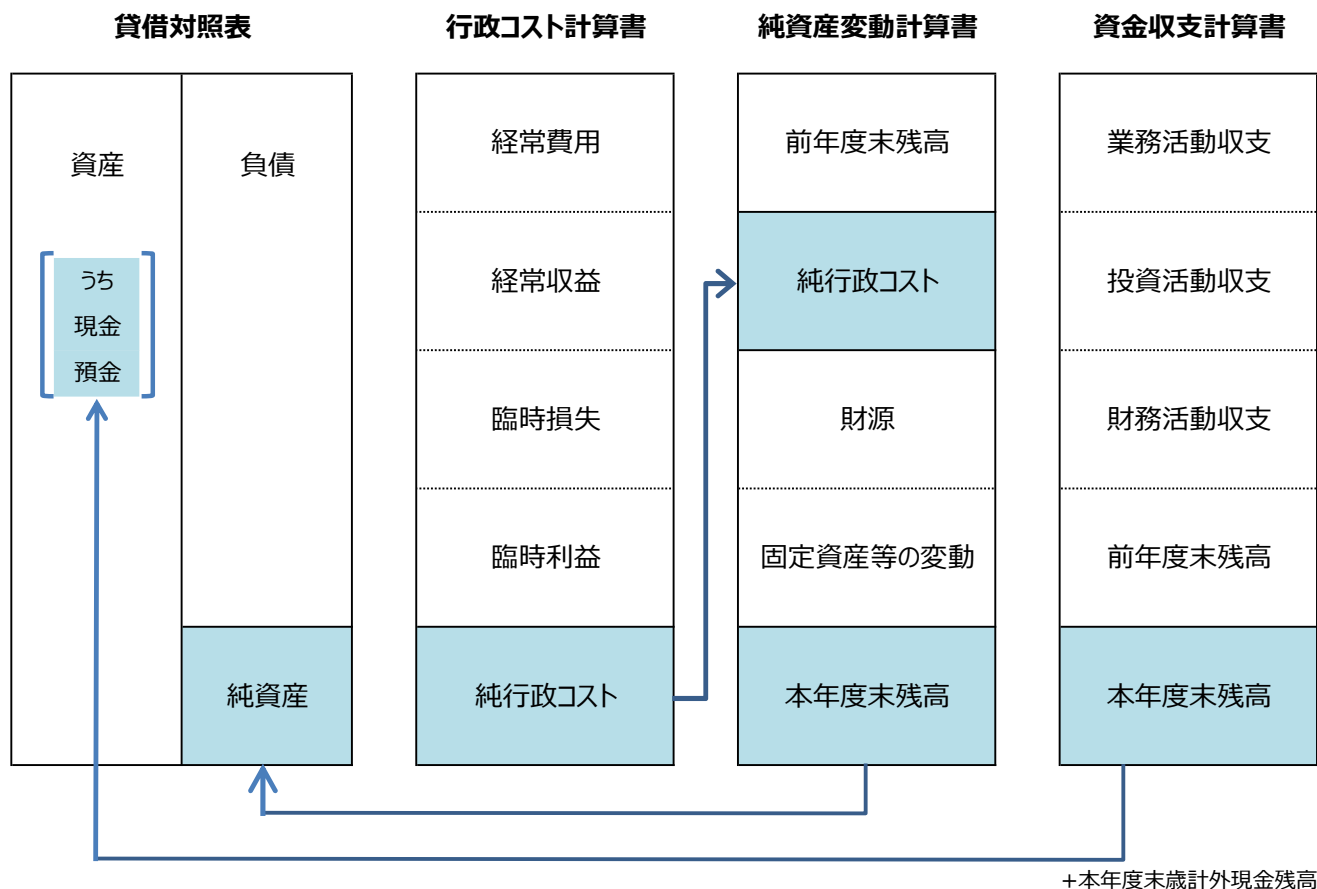 貸借対照表
行政コスト計算書
純資産変動計算書
資金収支計算書
資産
うち
現金
預金
負債
純資産
経常費用
経常収益
臨時損失
臨時利益
純行政コスト
前年度末残高
純行政コスト
財源
固定資産等の変動
本年度末残高
業務活動収支
投資活動収支
財務活動収支
前年度末残高
本年度末残高
+本年度末歳計外現金残高